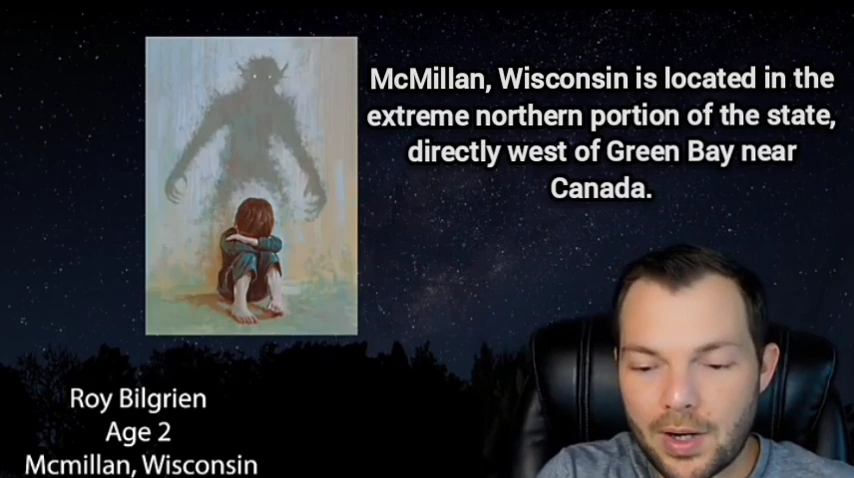 McMillan, Wisconsin is located in the
extreme northern portion of the state,
directly west of Green Bay near
Canada.
Roy Bilgrien
Age 2
Mcmillan, Wisconsin